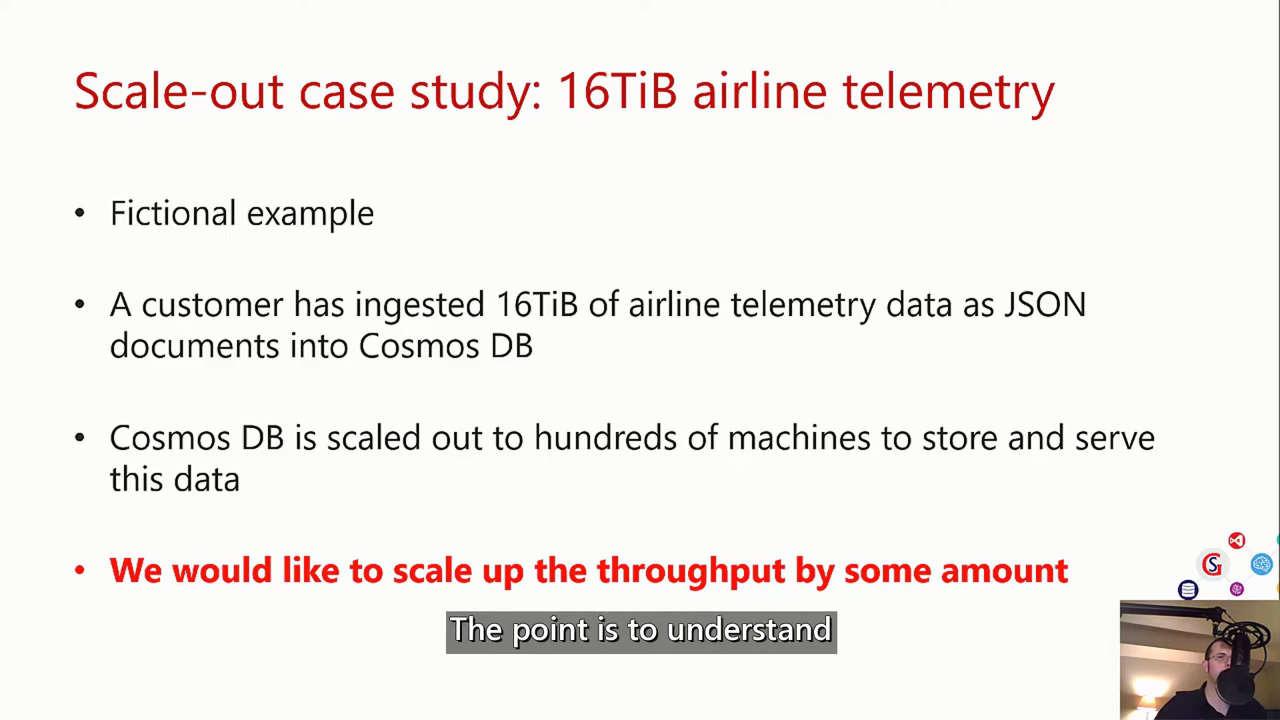 Scale-out case study: 16TiB airline telemetry
• Fictional example
• A customer has ingested 16TiB of airline telemetry data as JSON
documents into Cosmos DB
• Cosmos DB is scaled out to hundreds of machines to store and serve
this data
• We would like to scale up the throughput by some amount
The point is to understand